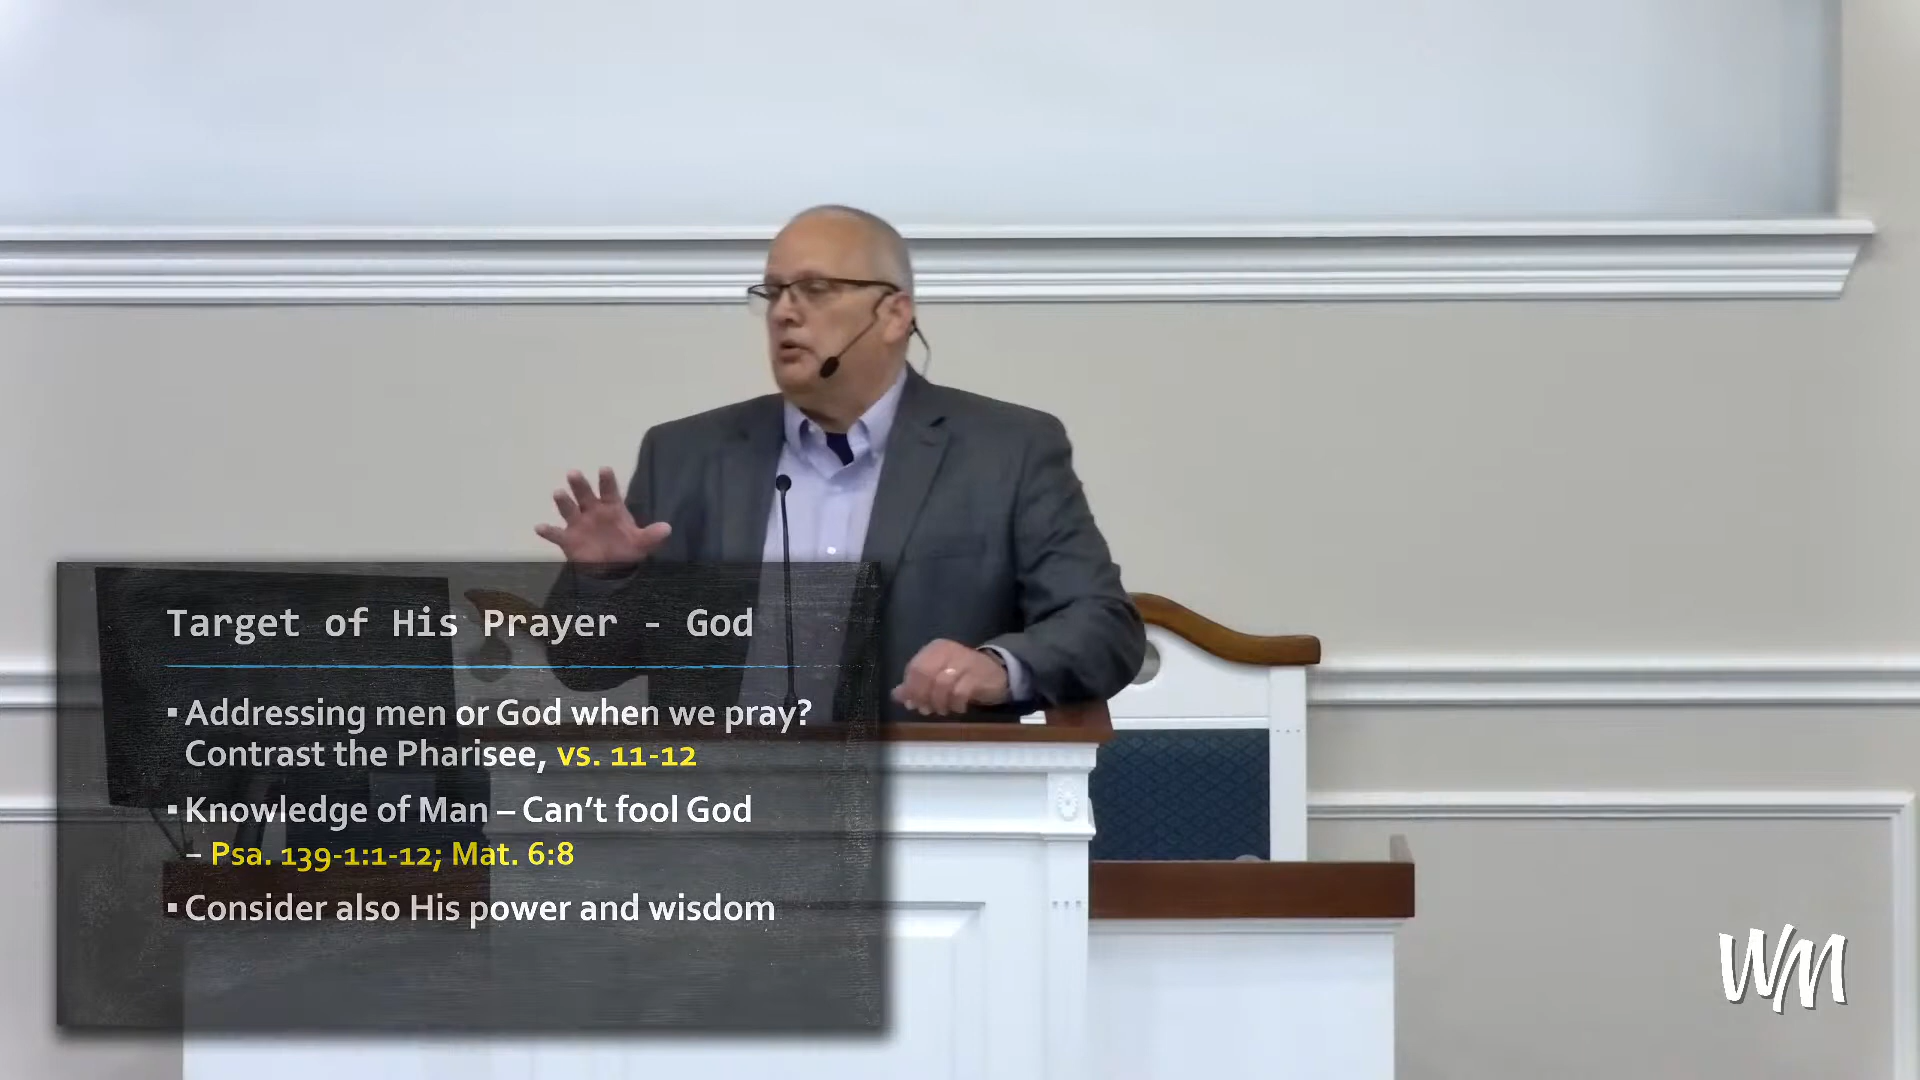 Target of His Prayer - God
▪ Addressing men or God when we pray?
Contrast the Pharisee, vs. 11-12
▪ Knowledge of Man – Can't fool God
– Psa. 139-1:1-12; Mat. 6:8
▪ Consider also His power and wisdom
WM